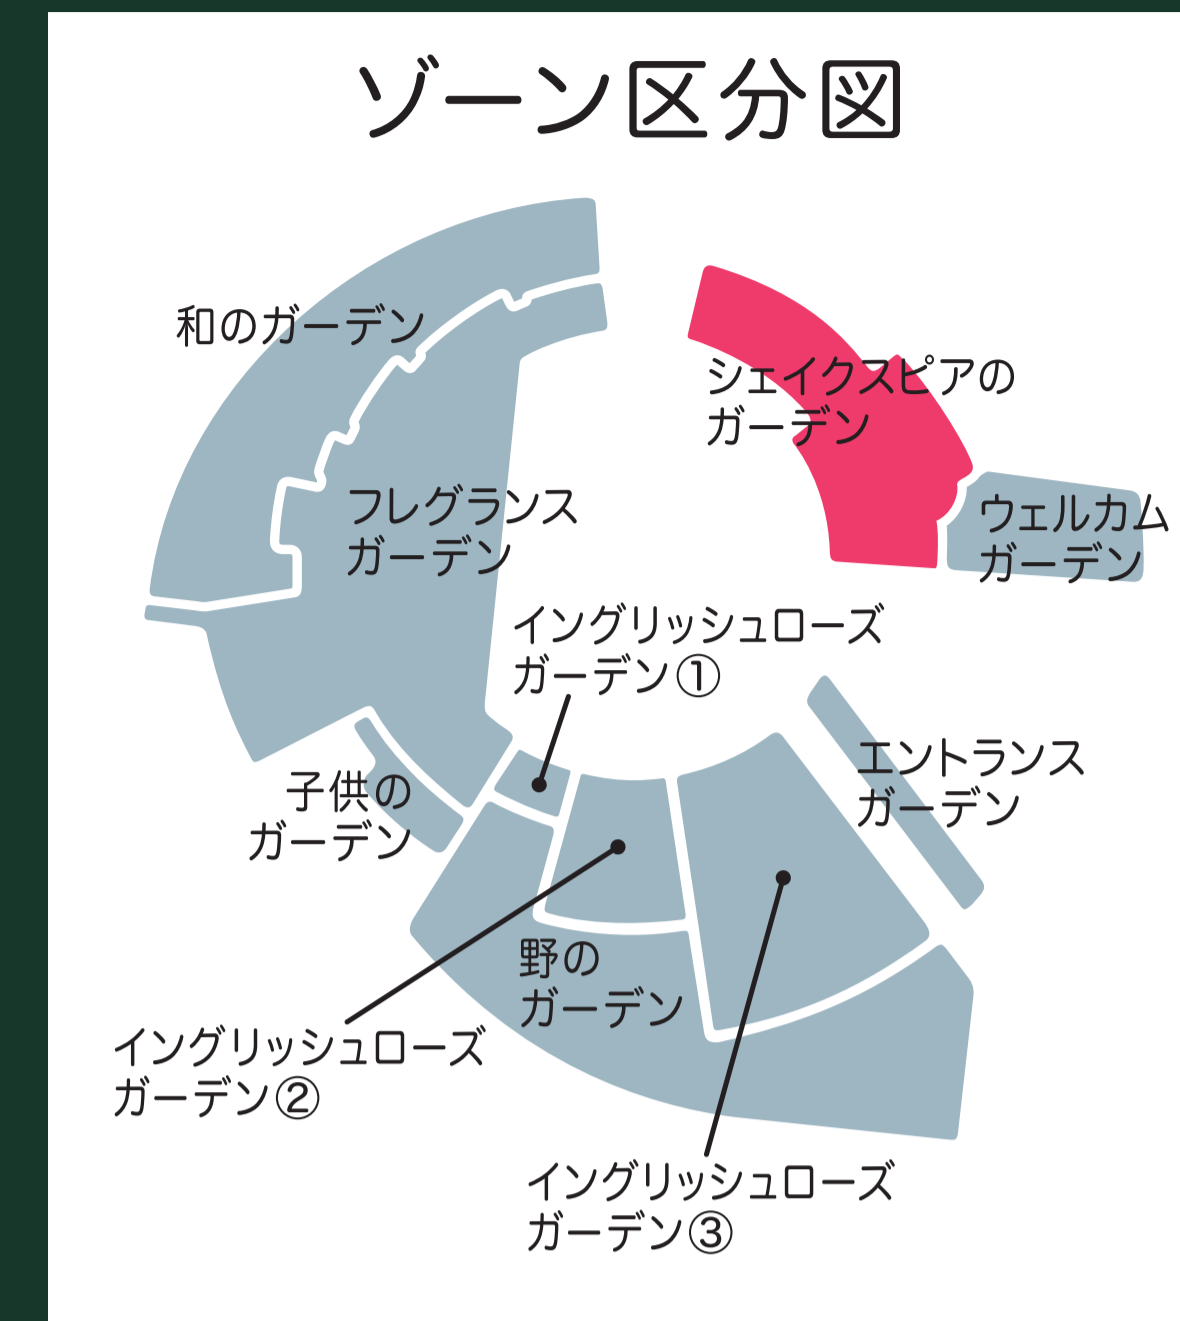 ゾーン区分図
和のガーデン
シェイクスピアの
ガーデン
フレグランス
ガーデン
ウェルカム
ガーデン
イングリッシュローズ
ガーデン①
エントランス
ガーデン
子供の
ガーデン
野の
ガーデン
イングリッシュローズ
ガーデン②
イングリッシュローズ
ガーデン③